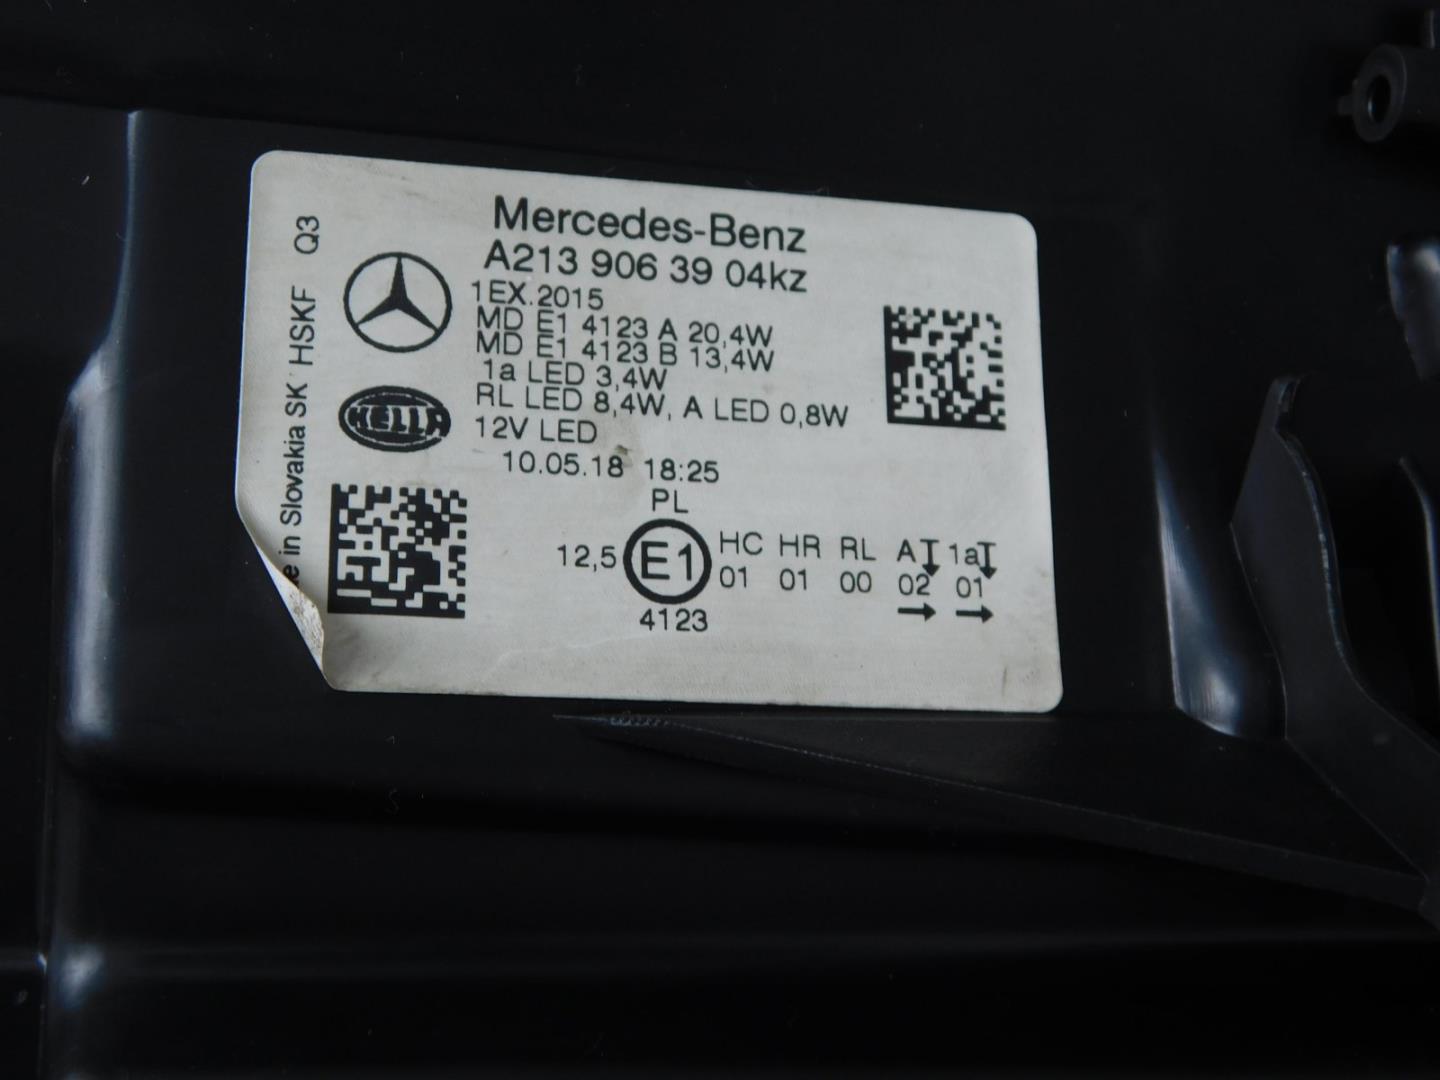 Mercedes-Benz
A213 906 39 04kz
1EX.2015
MD E1 4123 A 20,4W
MD E1 4123 B 13,4W
1a LED 3,4W
RL LED 8,4W, A LED 0,8W
12V LED
10.05.18 18:25
PL
12,5 E1 HC HR RL A 1a
01 01 00 02 01
4123
HELLA
in Slovakia SK HSKF Q3